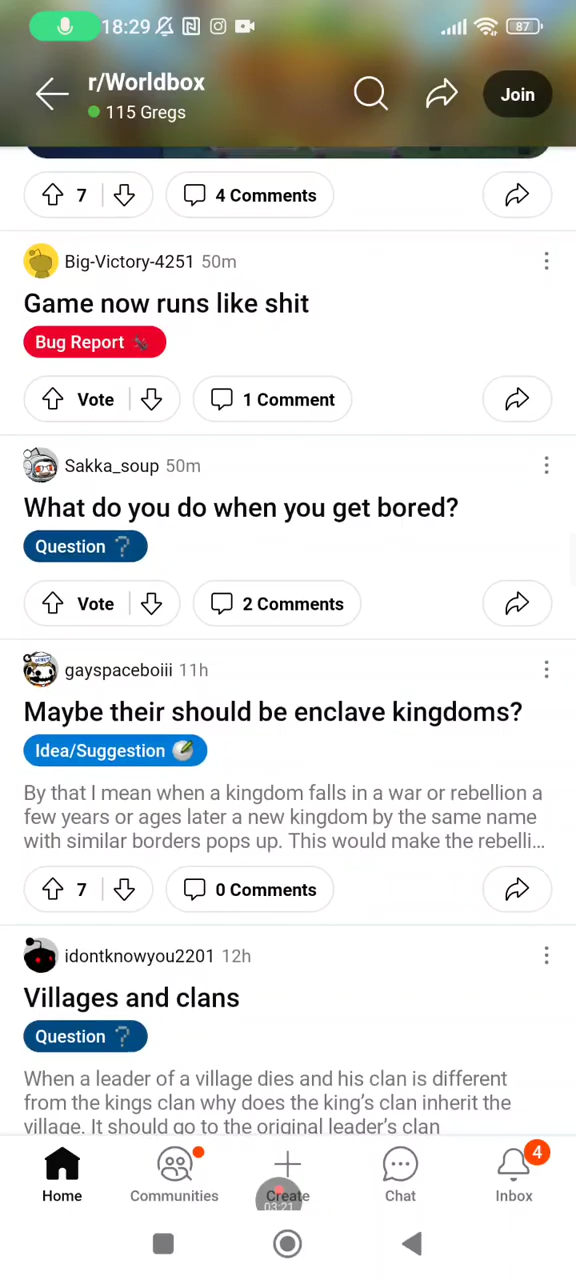 18:29 87
r/Worldbox
115 Gregs
Join
7
4 Comments
Big-Victory-4251 50m
Game now runs like shit
Bug Report
Vote
1 Comment
Sakka_soup 50m
What do you do when you get bored?
Question
Vote
2 Comments
gayspaceboiii 11h
Maybe their should be enclave kingdoms?
Idea/Suggestion
By that I mean when a kingdom falls in a war or rebellion a
few years or ages later a new kingdom by the same name
with similar borders pops up. This would make the rebelli...
7
0 Comments
idontknowyou2201 12h
Villages and clans
Question
When a leader of a village dies and his clan is different
from the kings clan why does the king's clan inherit the
village. It should go to the original leader's clan
4
Home
Communities
Create
Chat
Inbox
03:21